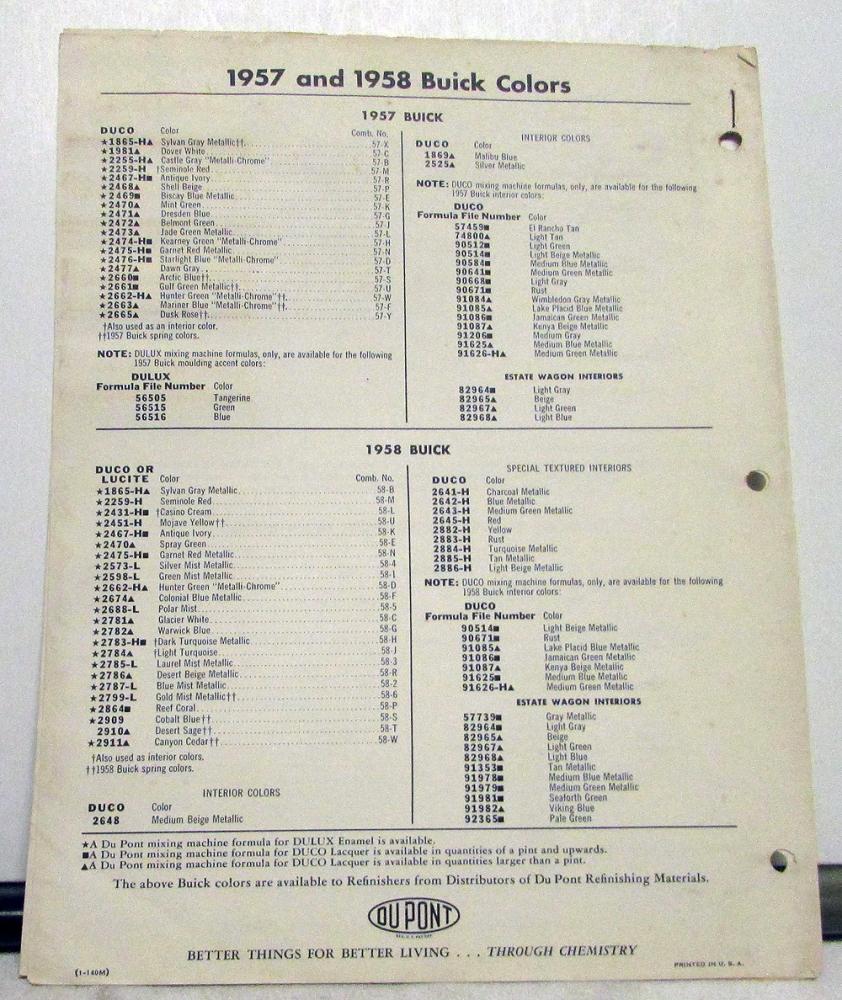 1957 and 1958 Buick Colors
1957 BUICK
DUCO Color Comb. No.
★1865-H▲ Sylvan Gray Metallic††. 57-X
★1981▲ Dover White 57-C
★2255-H▲ Castle Gray "Metalli-Chrome" 57-B
★2259-H †Seminole Red 57-M
★2467-H■ Antique Ivory 57-R
★2468▲ Shell Beige 57-P
★2469■ Biscay Blue Metallic 57-E
★2470▲ Mint Green 57-K
★2471▲ Dresden Blue 57-G
★2472▲ Belmont Green 57-J
★2473▲ Jade Green Metallic 57-L
★2474-H■ Kearney Green "Metalli-Chrome" 57-H
★2475-H■ Garnet Red Metallic 57-N
★2476-H■ Starlight Blue "Metalli-Chrome" 57-D
★2477▲ Dawn Gray 57-T
★2660■ Arctic Blue†† 57-S
★2661■ Gulf Green Metallic†† 57-U
★2662-H▲ Hunter Green "Metalli-Chrome"††. 57-W
★2663▲ Mariner Blue "Metalli-Chrome"†† 57-F
★2665▲ Dusk Rose††. 57-Y
†Also used as an interior color.
††1957 Buick spring colors.
NOTE: DULUX mixing machine formulas, only, are available for the following
1957 Buick moulding accent colors:
DULUX
Formula File Number Color
56505 Tangerine
56515 Green
56516 Blue
INTERIOR COLORS
DUCO Color
1869▲ Malibu Blue
2525▲ Silver Metallic
NOTE: DUCO mixing machine formulas, only, are available for the following
1957 Buick interior colors:
DUCO
Formula File Number Color
57459■ El Rancho Tan
74800▲ Light Tan
90512■ Light Green
90514■ Light Beige Metallic
90584■ Medium Blue Metallic
90641■ Medium Green Metallic
90668■ Light Gray
90671■ Rust
91084▲ Wimbledon Gray Metallic
91085▲ Lake Placid Blue Metallic
91086■ Jamaican Green Metallic
91087▲ Kenya Beige Metallic
91206■ Medium Gray
91625▲ Medium Blue Metallic
91626-H▲ Medium Green Metallic
ESTATE WAGON INTERIORS
82964■ Light Gray
82965▲ Beige
82967▲ Light Green
82968▲ Light Blue
1958 BUICK
DUCO OR
LUCITE Color Comb. No.
★1865-H▲ Sylvan Gray Metallic 58-B
★2259-H Seminole Red 58-M
★2431-H■ †Casino Cream 58-L
★2451-H Mojave Yellow†† 58-U
★2467-H■ Antique Ivory 58-K
★2470▲ Spray Green 58-E
★2475-H■ Garnet Red Metallic 58-N
★2573-L Silver Mist Metallic 58-4
★2598-L Green Mist Metallic 58-1
★2662-H▲ Hunter Green "Metalli-Chrome" 58-D
★2674▲ Colonial Blue Metallic 58-F
★2688-L Polar Mist 58-5
★2781▲ Glacier White 58-C
★2782▲ Warwick Blue 58-G
★2783-H■ †Dark Turquoise Metallic 58-H
★2784▲ †Light Turquoise 58-J
★2785-L Laurel Mist Metallic 58-3
★2786▲ Desert Beige Metallic 58-R
★2787-L Blue Mist Metallic 58-2
★2799-L Gold Mist Metallic†† 58-6
★2864■ Reef Coral 58-P
★2909 Cobalt Blue†† 58-S
2910▲ Desert Sage†† 58-T
★2911▲ Canyon Cedar†† 58-W
†Also used as interior colors.
††1958 Buick spring colors.
INTERIOR COLORS
DUCO Color
2648 Medium Beige Metallic
SPECIAL TEXTURED INTERIORS
DUCO Color
2641-H Charcoal Metallic
2642-H Blue Metallic
2643-H Medium Green Metallic
2645-H Red
2882-H Yellow
2883-H Rust
2884-H Turquoise Metallic
2885-H Tan Metallic
2886-H Light Beige Metallic
NOTE: DUCO mixing machine formulas, only, are available for the following
1958 Buick interior colors:
DUCO
Formula File Number Color
90514■ Light Beige Metallic
90671■ Rust
91085▲ Lake Placid Blue Metallic
91086■ Jamaican Green Metallic
91087▲ Kenya Beige Metallic
91625■ Medium Blue Metallic
91626-H▲ Medium Green Metallic
ESTATE WAGON INTERIORS
57739■ Gray Metallic
82964■ Light Gray
82965▲ Beige
82967▲ Light Green
82968▲ Light Blue
91353■ Tan Metallic
91978■ Medium Blue Metallic
91979■ Medium Green Metallic
91981■ Seaforth Green
91982▲ Viking Blue
92365■ Pale Green
★A Du Pont mixing machine formula for DULUX Enamel is available.
■A Du Pont mixing machine formula for DUCO Lacquer is available in quantities of a pint and upwards.
▲A Du Pont mixing machine formula for DUCO Lacquer is available in quantities larger than a pint.
The above Buick colors are available to Refinishers from Distributors of Du Pont Refinishing Materials.
DU PONT
BETTER THINGS FOR BETTER LIVING . . . THROUGH CHEMISTRY
(1-140M)
PRINTED IN U. S. A.